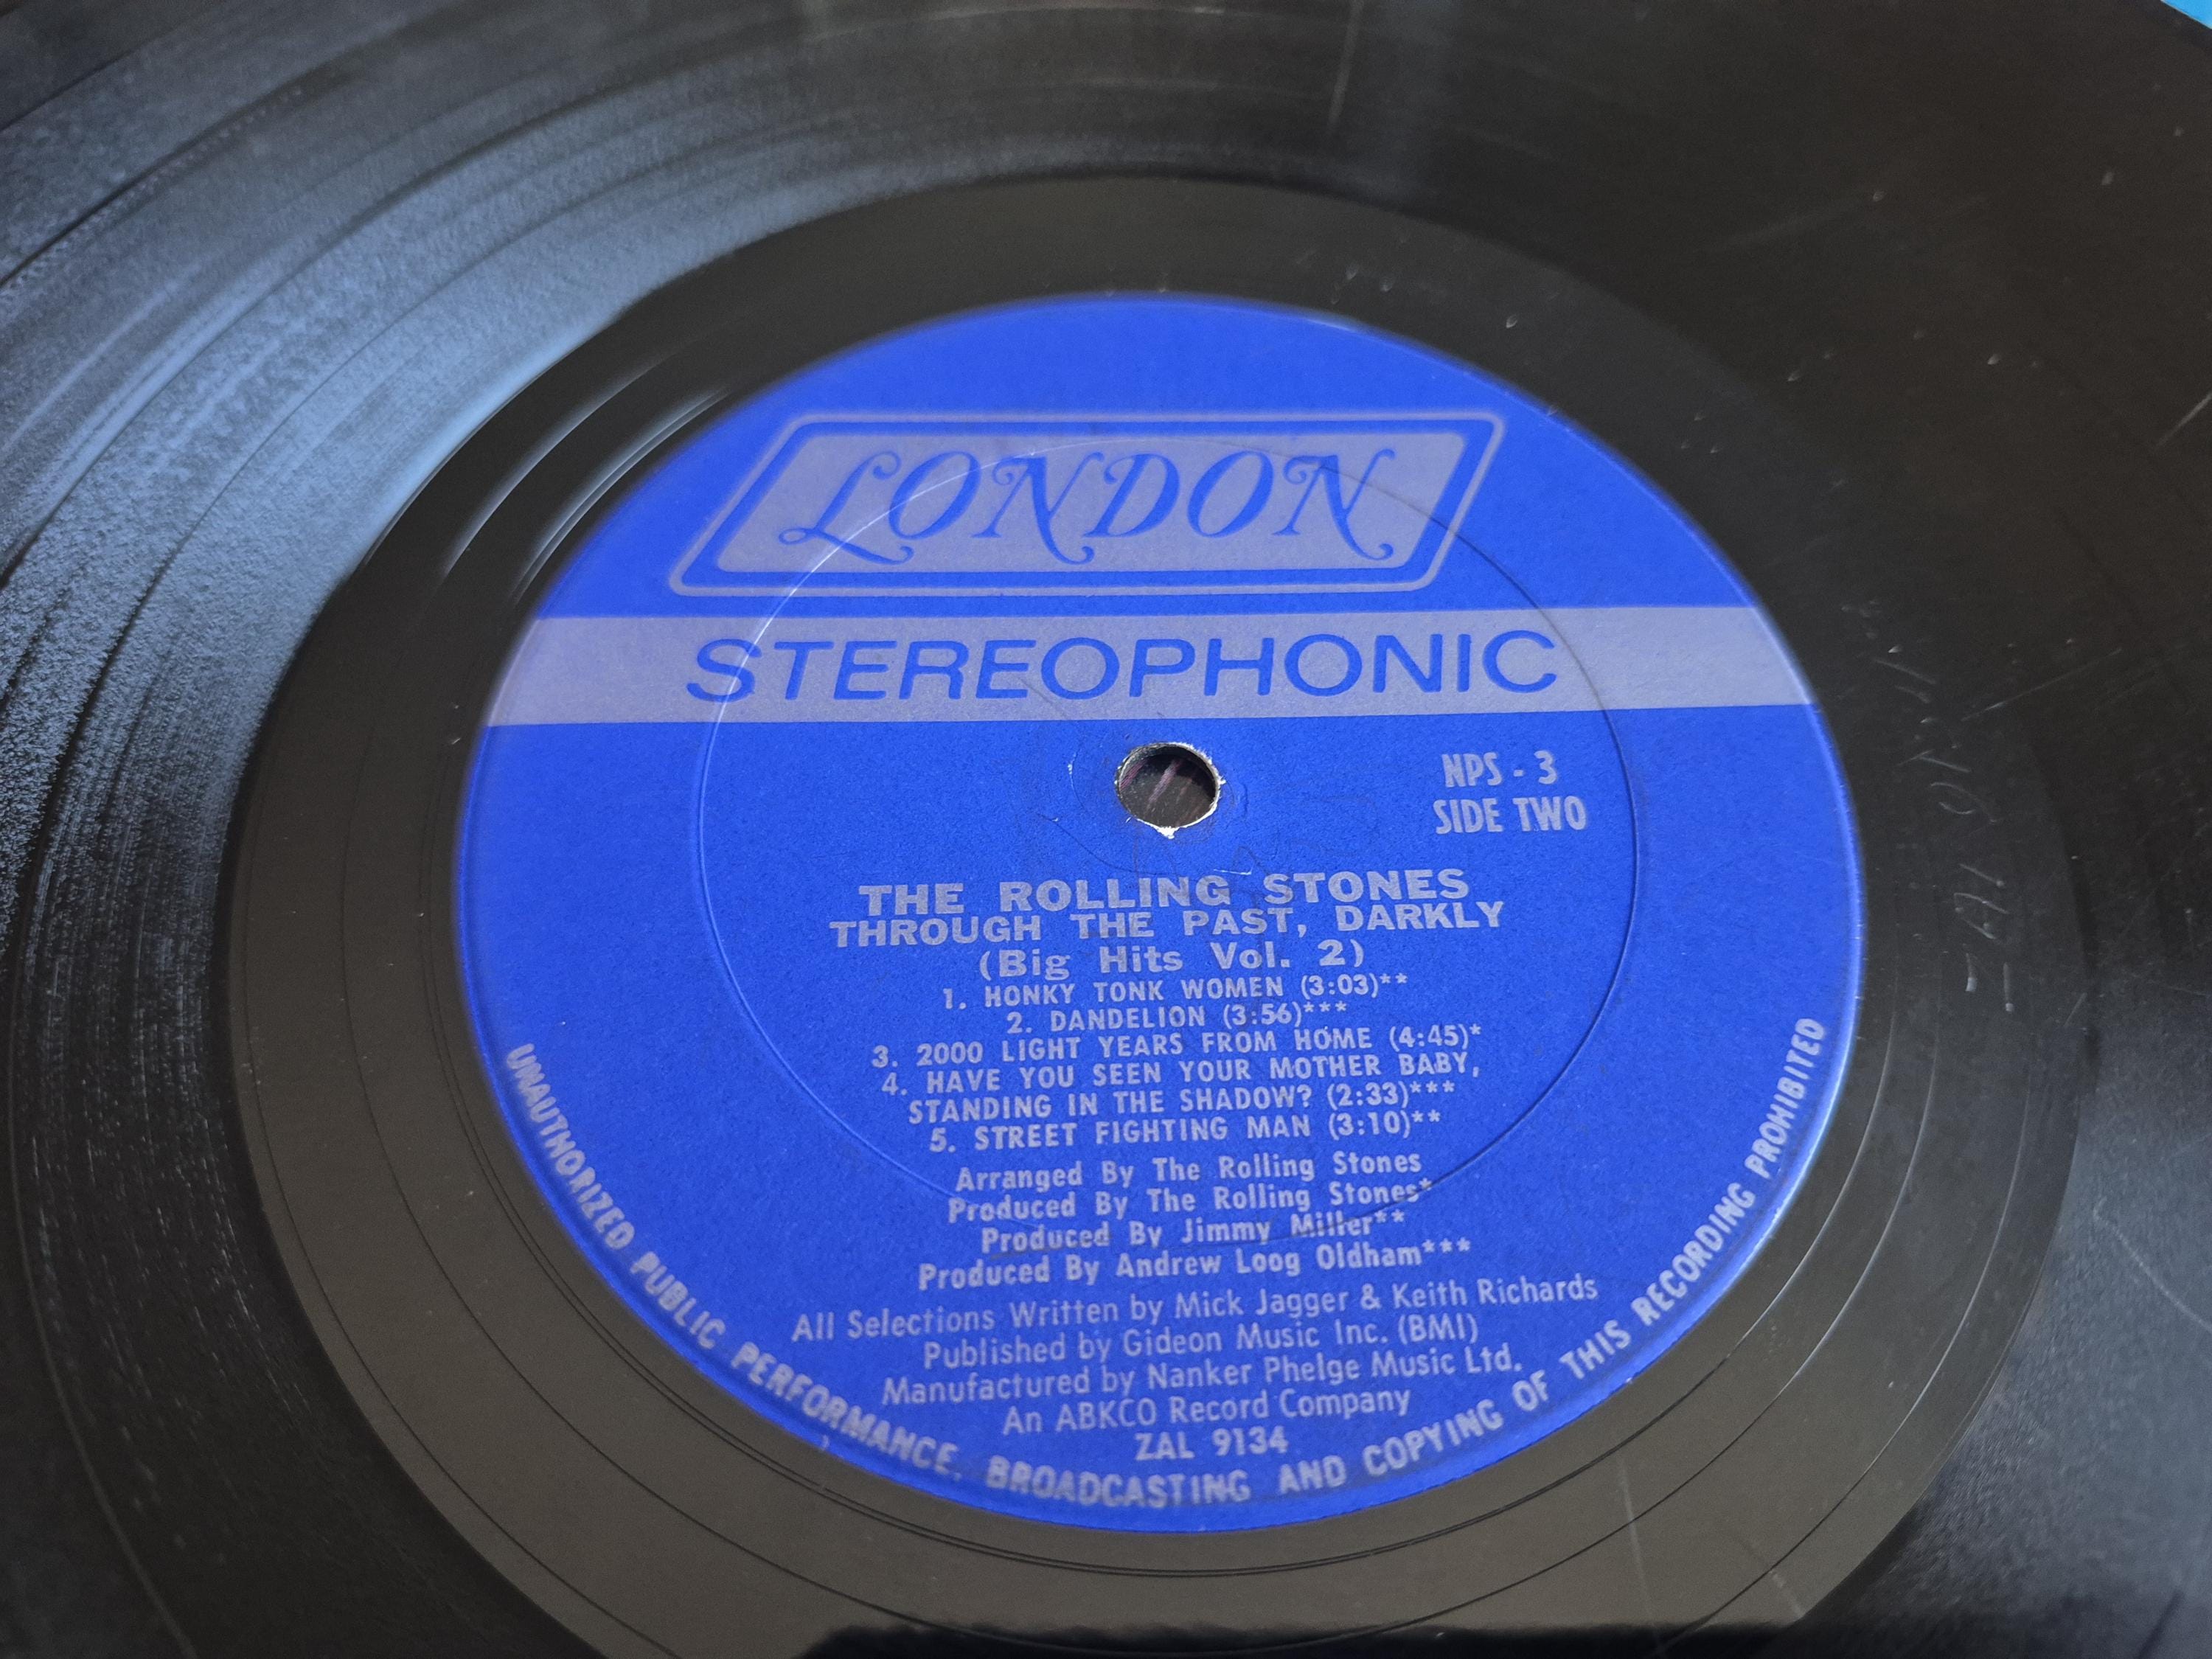 LONDON
STEREOPHONIC
NPS - 3
SIDE TWO
THE ROLLING STONES
THROUGH THE PAST, DARKLY
(Big Hits Vol. 2)
1. HONKY TONK WOMEN (3:03)**
2. DANDELION (3:56)***
3. 2000 LIGHT YEARS FROM HOME (4:45)*
4. HAVE YOU SEEN YOUR MOTHER BABY,
STANDING IN THE SHADOW? (2:33)***
5. STREET FIGHTING MAN (3:10)**
Arranged By The Rolling Stones
Produced By The Rolling Stones*
Produced By Jimmy Miller**
Produced By Andrew Loog Oldham***
All Selections Written by Mick Jagger & Keith Richards
Published by Gideon Music Inc. (BMI)
Manufactured by Nanker Phelge Music Ltd.
An ABKCO Record Company
ZAL 9134
UNAUTHORIZED PUBLIC PERFORMANCE, BROADCASTING AND COPYING OF THIS RECORDING PROHIBITED